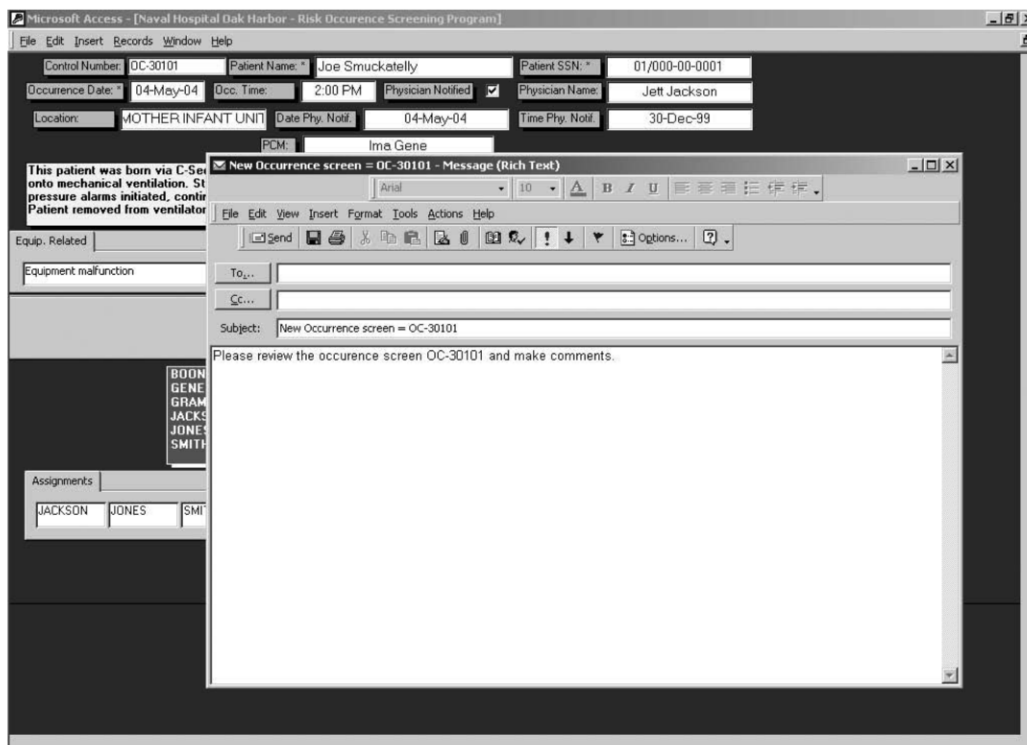 Microsoft Access - [Naval Hospital Oak Harbor - Risk Occurence Screening Program]
File Edit Insert Records Window Help
Control Number: OC-30101 Patient Name: * Joe Smuckatelly Patient SSN: * 01/000-00-0001
Occurrence Date: * 04-May-04 Occ. Time: 2:00 PM Physician Notified Physician Name: Jett Jackson
Location: MOTHER INFANT UNIT Date Phy. Notif. 04-May-04 Time Phy. Notif. 30-Dec-99
PCM: Ima Gene
This patient was born via C-Sec
onto mechanical ventilation. St
pressure alarms initiated, contin
Patient removed from ventilator
Equip. Related
Equipment malfunction
New Occurrence screen = OC-30101 - Message (Rich Text)
Arial 10 A B I U
File Edit View Insert Format Tools Actions Help
Send Options...
To...
Cc...
Subject: New Occurrence screen = OC-30101
Please review the occurence screen OC-30101 and make comments.
BOON
GENE
GRAM
JACKS
JONES
SMITH
Assignments
JACKSON JONES SMI